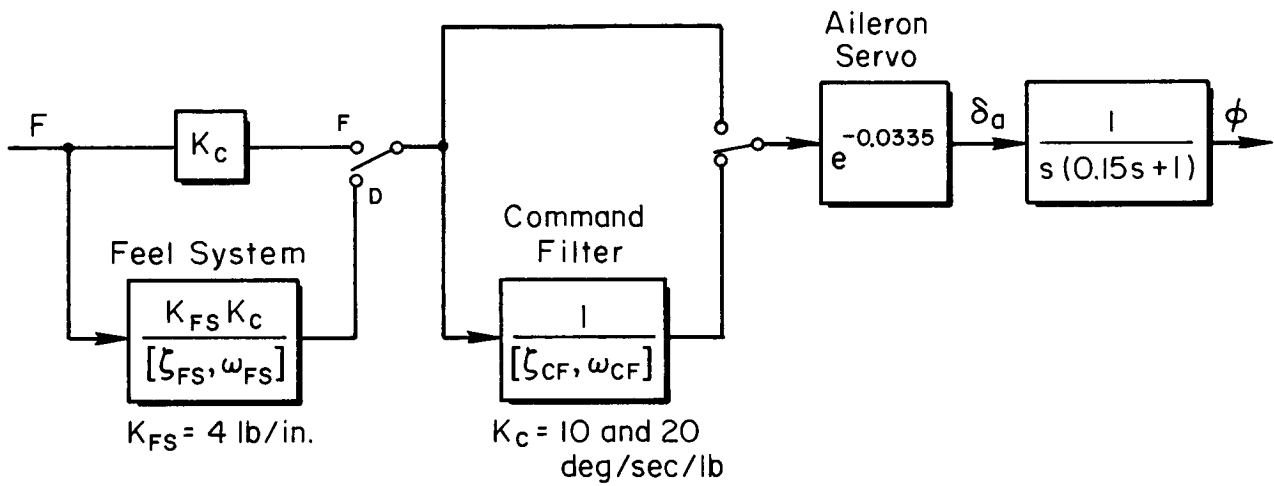 Aileron
Servo
F
K_C
F
D
e^-0.0335
δ_a
1
s(0.15s+1)
ϕ
Feel System
K_FS K_C
[ζ_FS, ω_FS]
K_FS = 4 lb/in.
Command
Filter
1
[ζ_CF, ω_CF]
K_C = 10 and 20
deg/sec/lb